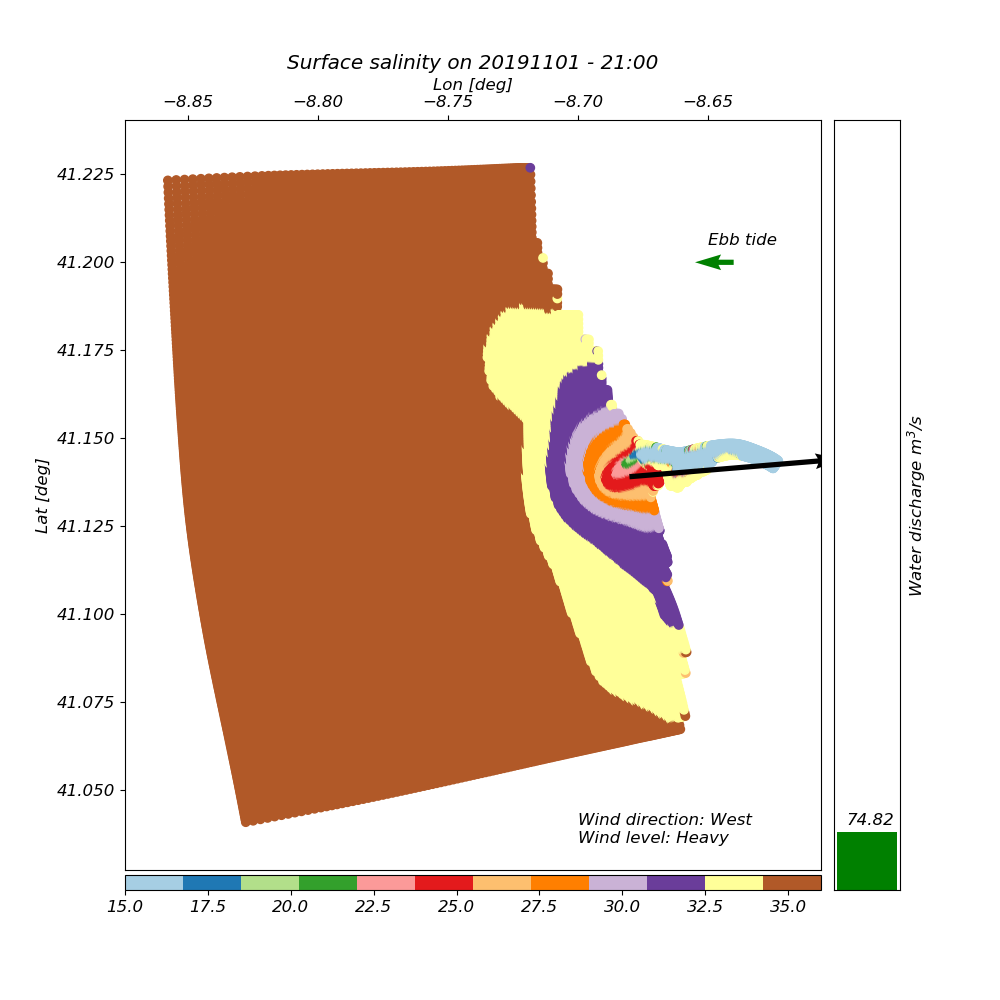 Surface salinity on 20191101 - 21:00
Lon [deg]
−8.85 −8.80 −8.75 −8.70 −8.65
41.225
41.200
41.175
41.150
41.125
41.100
41.075
41.050
Lat [deg]
Ebb tide
Wind direction: West
Wind level: Heavy
Water discharge m³/s
74.82
15.0 17.5 20.0 22.5 25.0 27.5 30.0 32.5 35.0